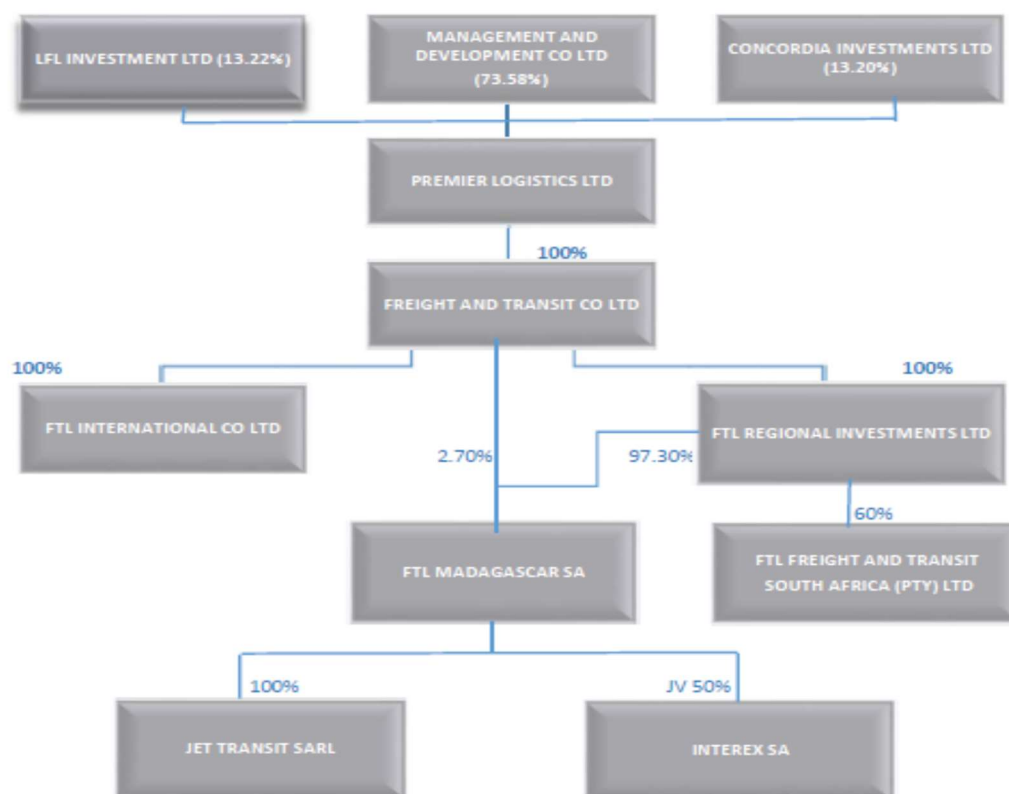 LFL INVESTMENT LTD (13.22%)
MANAGEMENT AND
DEVELOPMENT CO LTD
(73.58%)
CONCORDIA INVESTMENTS LTD
(13.20%)
PREMIER LOGISTICS LTD
100%
FREIGHT AND TRANSIT CO LTD
100%
100%
FTL INTERNATIONAL CO LTD
FTL REGIONAL INVESTMENTS LTD
2.70%
97.30%
60%
FTL MADAGASCAR SA
FTL FREIGHT AND TRANSIT
SOUTH AFRICA (PTY) LTD
100%
JV 50%
JET TRANSIT SARL
INTEREX SA